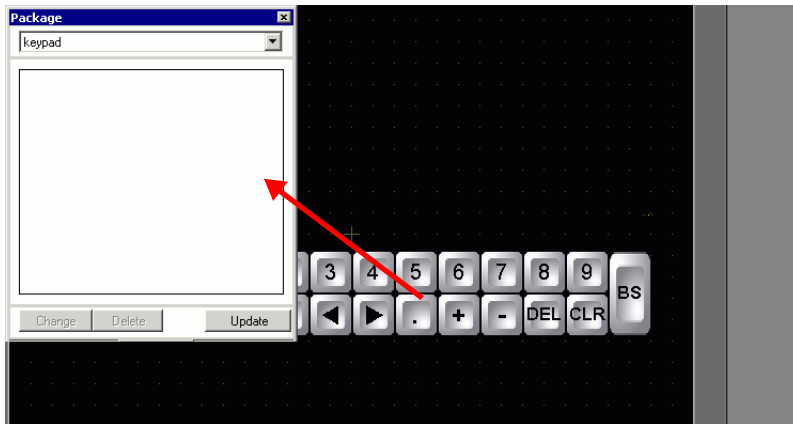 Package
keypad
Change Delete Update
3 4 5 6 7 8 9 BS
. + - DEL CLR